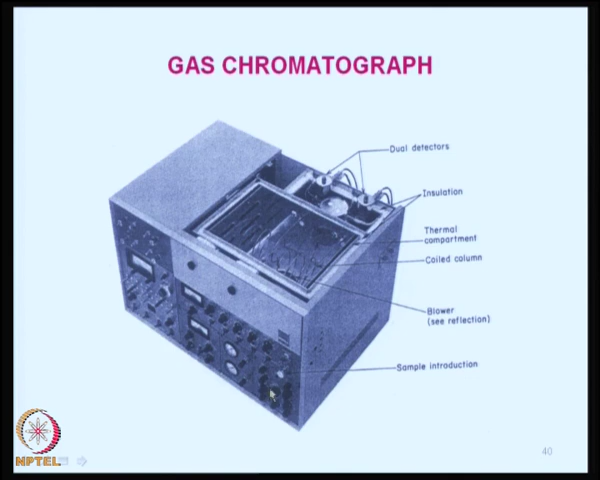 GAS CHROMATOGRAPH
Dual detectors
Insulation
Thermal
compartment
Coiled column
Blower
(see reflection)
Sample introduction
NPTEL
40